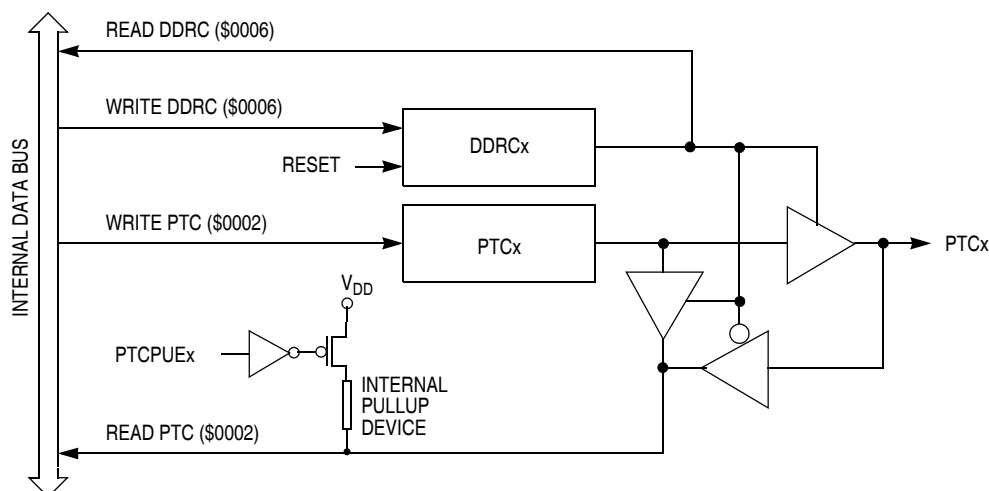 READ DDRC ($0006)
WRITE DDRC ($0006)
DDRCx
RESET
INTERNAL DATA BUS
WRITE PTC ($0002)
PTCx
PTCx
VDD
PTCPUEx
INTERNAL
PULLUP
DEVICE
READ PTC ($0002)